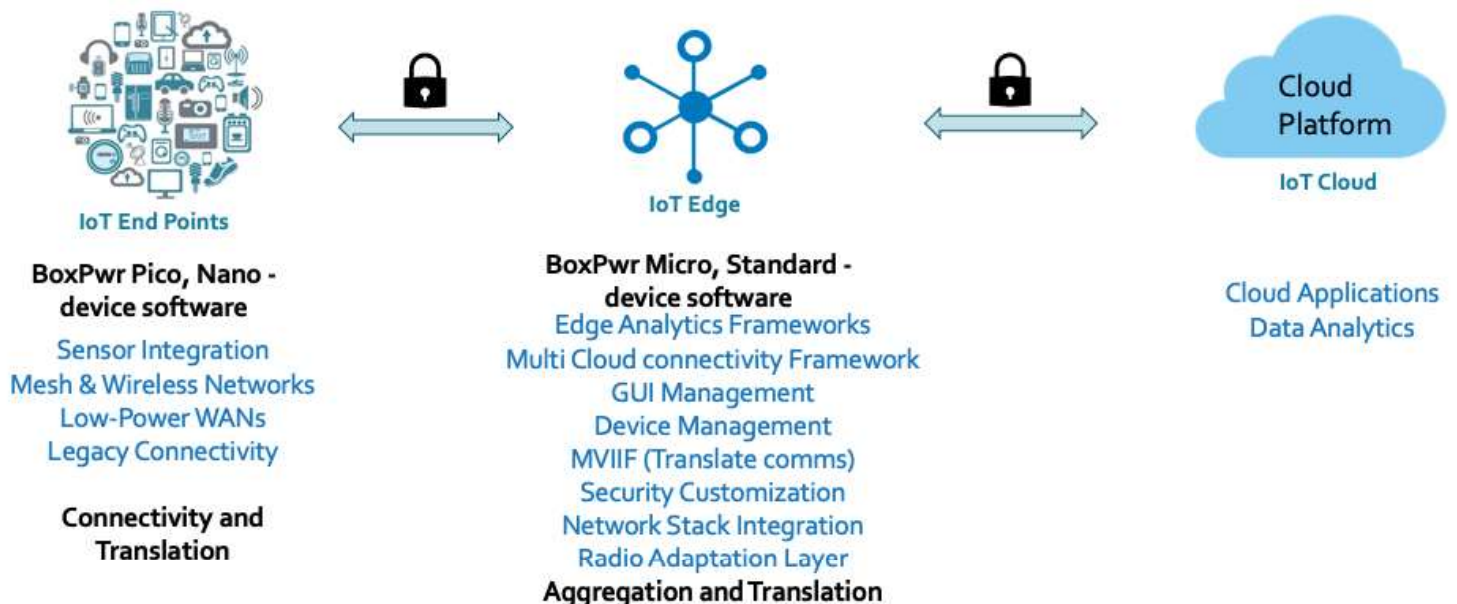 IoT End Points
BoxPwr Pico, Nano -
device software
Sensor Integration
Mesh & Wireless Networks
Low-Power WANs
Legacy Connectivity
Connectivity and
Translation
IoT Edge
BoxPwr Micro, Standard -
device software
Edge Analytics Frameworks
Multi Cloud connectivity Framework
GUI Management
Device Management
MVIIF (Translate comms)
Security Customization
Network Stack Integration
Radio Adaptation Layer
Aggregation and Translation
Cloud
Platform
IoT Cloud
Cloud Applications
Data Analytics